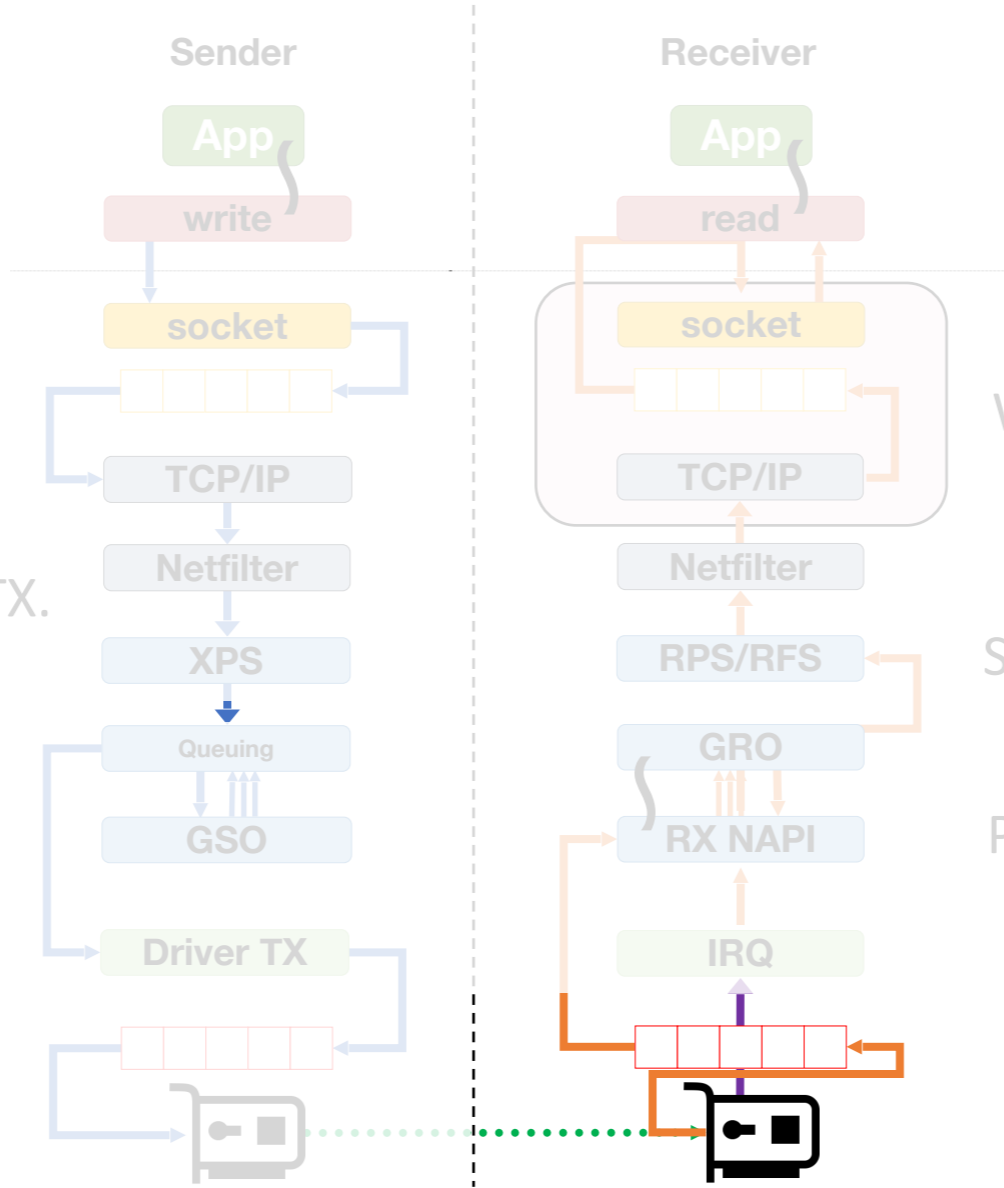 Sender
App
write
socket
TCP/IP
Netfilter
TX.
XPS
Queuing
GSO
Driver TX
Receiver
App
read
socket
TCP/IP
Netfilter
RPS/RFS
GRO
RX NAPI
IRQ